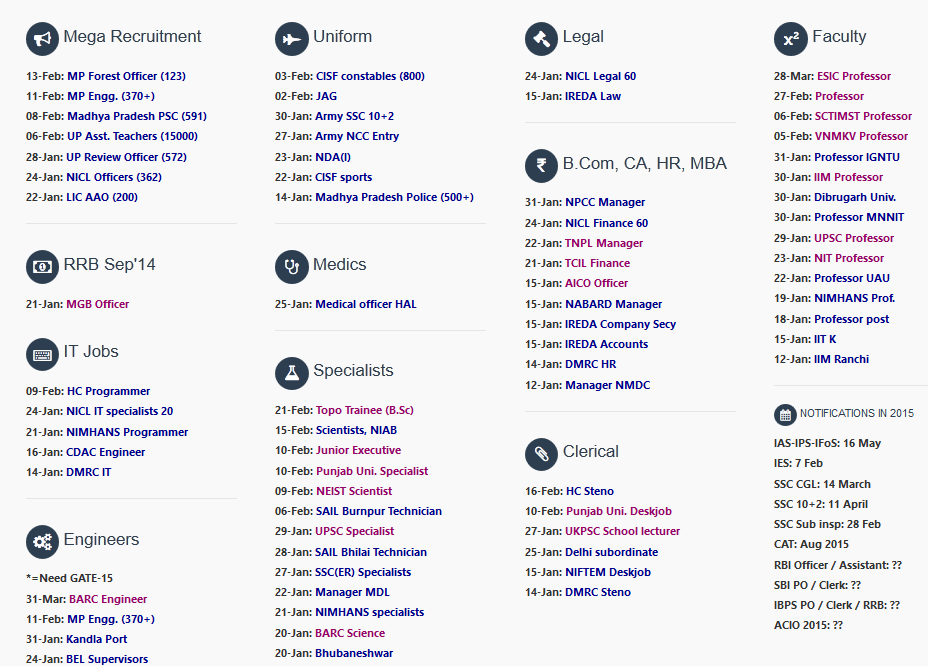 Mega Recruitment
13-Feb: MP Forest Officer (123)
11-Feb: MP Engg. (370+)
08-Feb: Madhya Pradesh PSC (591)
06-Feb: UP Asst. Teachers (15000)
28-Jan: UP Review Officer (572)
24-Jan: NICL Officers (362)
22-Jan: LIC AAO (200)
RRB Sep'14
21-Jan: MGB Officer
IT Jobs
09-Feb: HC Programmer
24-Jan: NICL IT specialists 20
21-Jan: NIMHANS Programmer
16-Jan: CDAC Engineer
14-Jan: DMRC IT
Engineers
*=Need GATE-15
31-Mar: BARC Engineer
11-Feb: MP Engg. (370+)
31-Jan: Kandla Port
24-Jan: BEL Supervisors
Uniform
03-Feb: CISF constables (800)
02-Feb: JAG
30-Jan: Army SSC 10+2
27-Jan: Army NCC Entry
23-Jan: NDA(I)
22-Jan: CISF sports
14-Jan: Madhya Pradesh Police (500+)
Medics
25-Jan: Medical officer HAL
Specialists
21-Feb: Topo Trainee (B.Sc)
15-Feb: Scientists, NIAB
10-Feb: Junior Executive
10-Feb: Punjab Uni. Specialist
09-Feb: NEIST Scientist
06-Feb: SAIL Burnpur Technician
29-Jan: UPSC Specialist
28-Jan: SAIL Bhilai Technician
27-Jan: SSC(ER) Specialists
22-Jan: Manager MDL
21-Jan: NIMHANS specialists
20-Jan: BARC Science
20-Jan: Bhubaneshwar
Legal
24-Jan: NICL Legal 60
15-Jan: IREDA Law
₹
B.Com, CA, HR, MBA
31-Jan: NPCC Manager
24-Jan: NICL Finance 60
22-Jan: TNPL Manager
21-Jan: TCIL Finance
15-Jan: AICO Officer
15-Jan: NABARD Manager
15-Jan: IREDA Company Secy
15-Jan: IREDA Accounts
14-Jan: DMRC HR
12-Jan: Manager NMDC
Clerical
16-Feb: HC Steno
10-Feb: Punjab Uni. Deskjob
27-Jan: UKPSC School lecturer
25-Jan: Delhi subordinate
15-Jan: NIFTEM Deskjob
14-Jan: DMRC Steno
x²
Faculty
28-Mar: ESIC Professor
27-Feb: Professor
06-Feb: SCTIMST Professor
05-Feb: VNMKV Professor
31-Jan: Professor IGNTU
30-Jan: IIM Professor
30-Jan: Dibrugarh Univ.
30-Jan: Professor MNNIT
29-Jan: UPSC Professor
23-Jan: NIT Professor
22-Jan: Professor UAU
19-Jan: NIMHANS Prof.
18-Jan: Professor post
15-Jan: IIT K
12-Jan: IIM Ranchi
NOTIFICATIONS IN 2015
IAS-IPS-IFoS: 16 May
IES: 7 Feb
SSC CGL: 14 March
SSC 10+2: 11 April
SSC Sub insp: 28 Feb
CAT: Aug 2015
RBI Officer / Assistant: ??
SBI PO / Clerk: ??
IBPS PO / Clerk / RRB: ??
ACIO 2015: ??